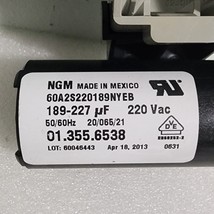 NGM MADE IN MEXICO
60A2S220189NYEB
189-227 µF 220 Vac
50/60Hz 20/065/21
01.355.6538
LOT: 60046443 Apr 18, 2013 0631